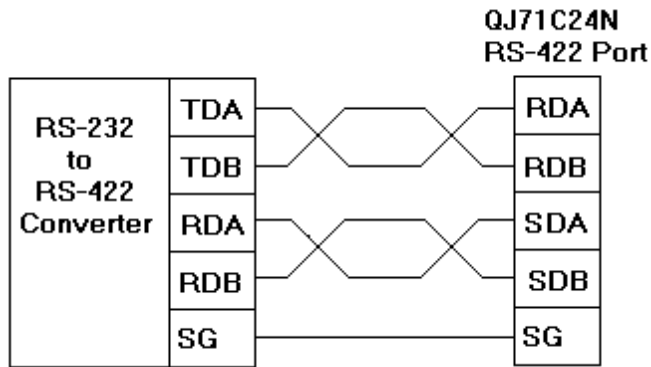 QJ71C24N
RS-422 Port
RS-232
to
RS-422
Converter
TDA
TDB
RDA
RDB
SG
RDA
RDB
SDA
SDB
SG